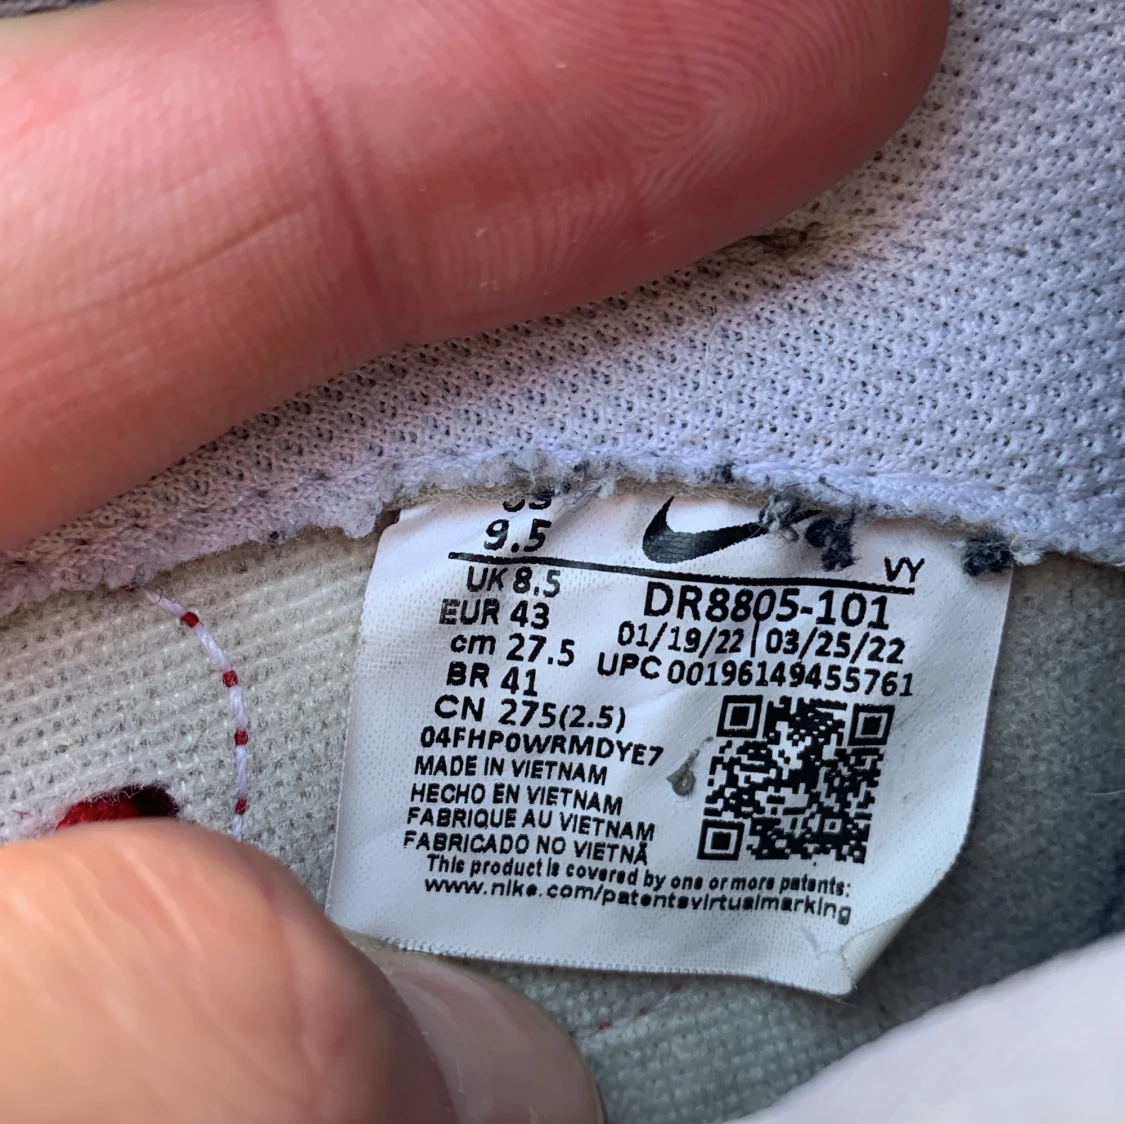 US
9.5
VY
UK 8.5
EUR 43
cm 27.5
BR 41
CN 275(2.5)
04FHP0WRMDYE7
MADE IN VIETNAM
HECHO EN VIETNAM
FABRIQUE AU VIETNAM
FABRICADO NO VIETNÃ
DR8805-101
01/19/22 | 03/25/22
UPC 00196149455761
This product is covered by one or more patents:
www.nike.com/patentsvirtualmarking